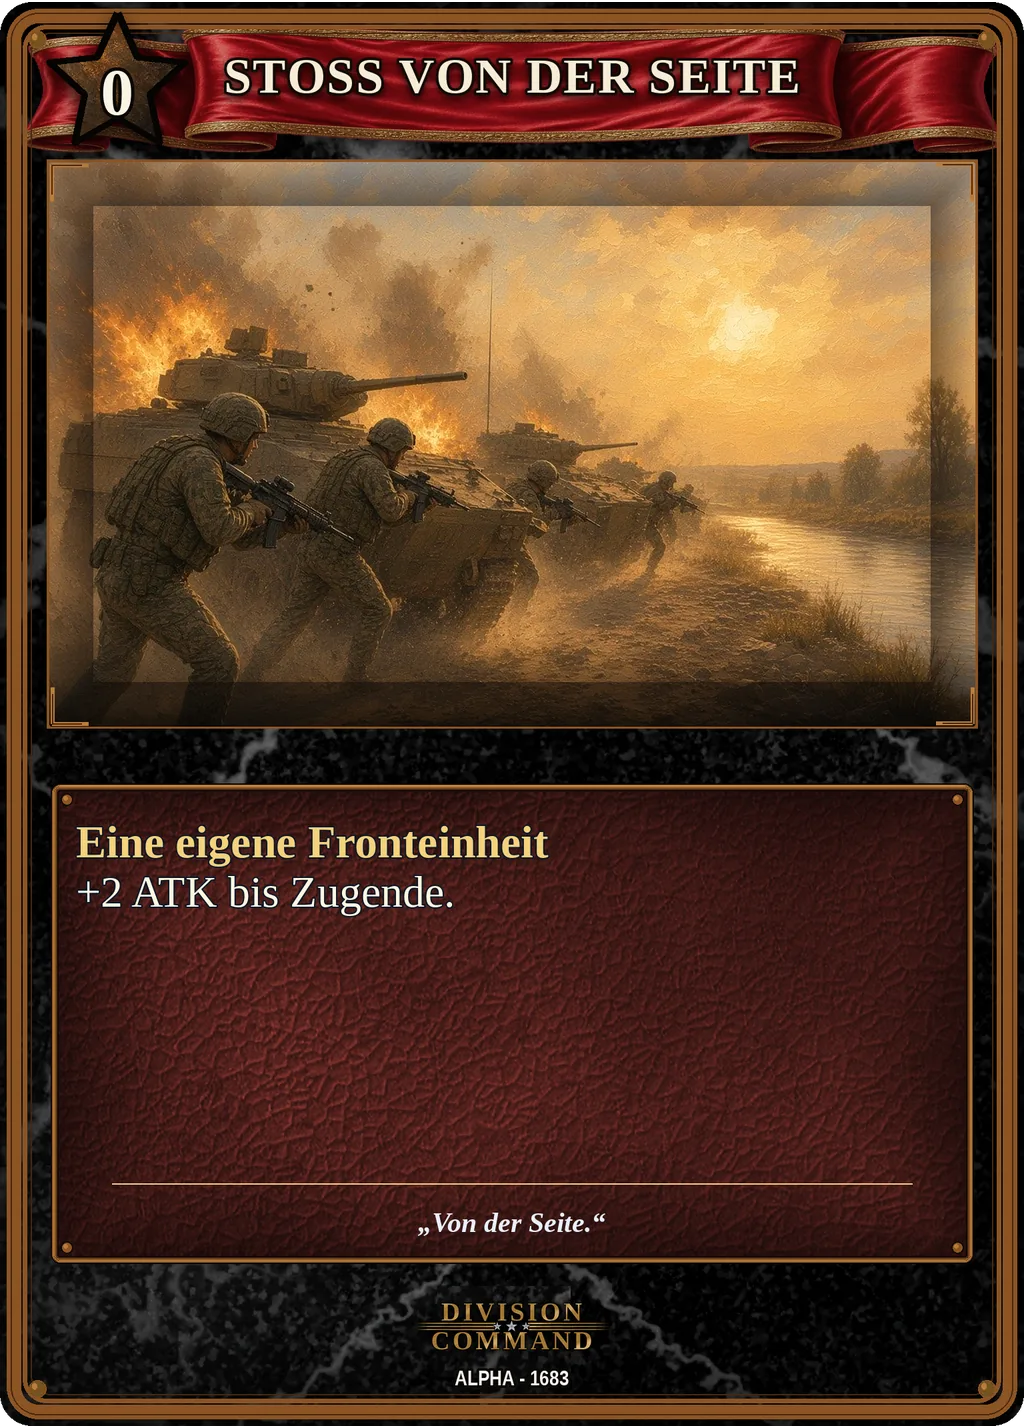 0
STOSS VON DER SEITE
Eine eigene Fronteinheit
+2 ATK bis Zugende.
„Von der Seite.“
DIVISION
COMMAND
ALPHA - 1683